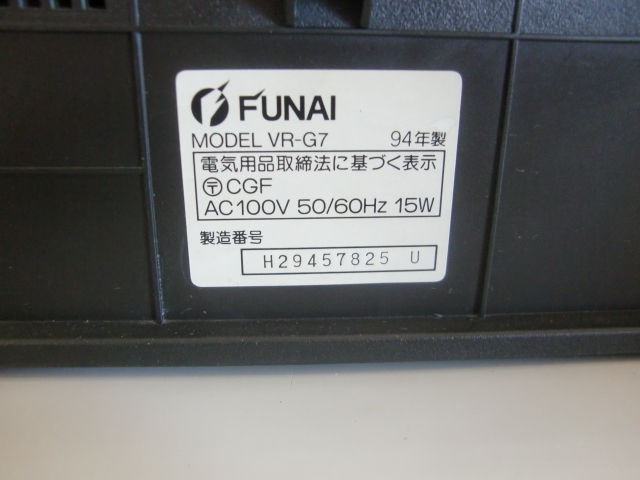 FUNAI
MODEL VR-G7 94年製
電気用品取締法に基づく表示
〶CGF
AC100V 50/60Hz 15W
製造番号
H29457825 U